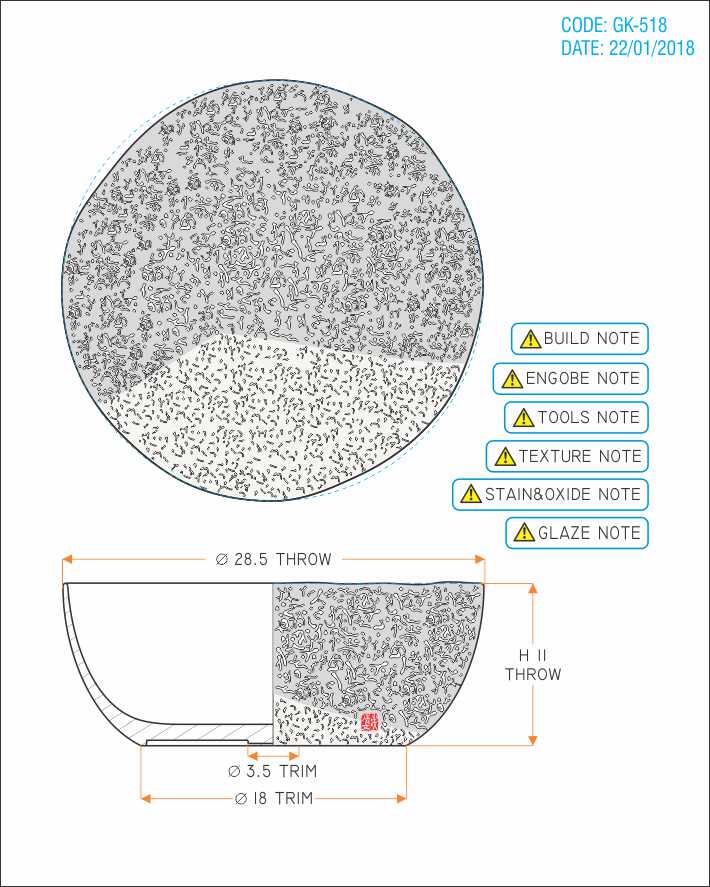 CODE: GK-518
DATE: 22/01/2018
BUILD NOTE
ENGOBE NOTE
TOOLS NOTE
TEXTURE NOTE
STAIN&OXIDE NOTE
GLAZE NOTE
Ø 28.5 THROW
H 11
THROW
Ø 3.5 TRIM
Ø 18 TRIM